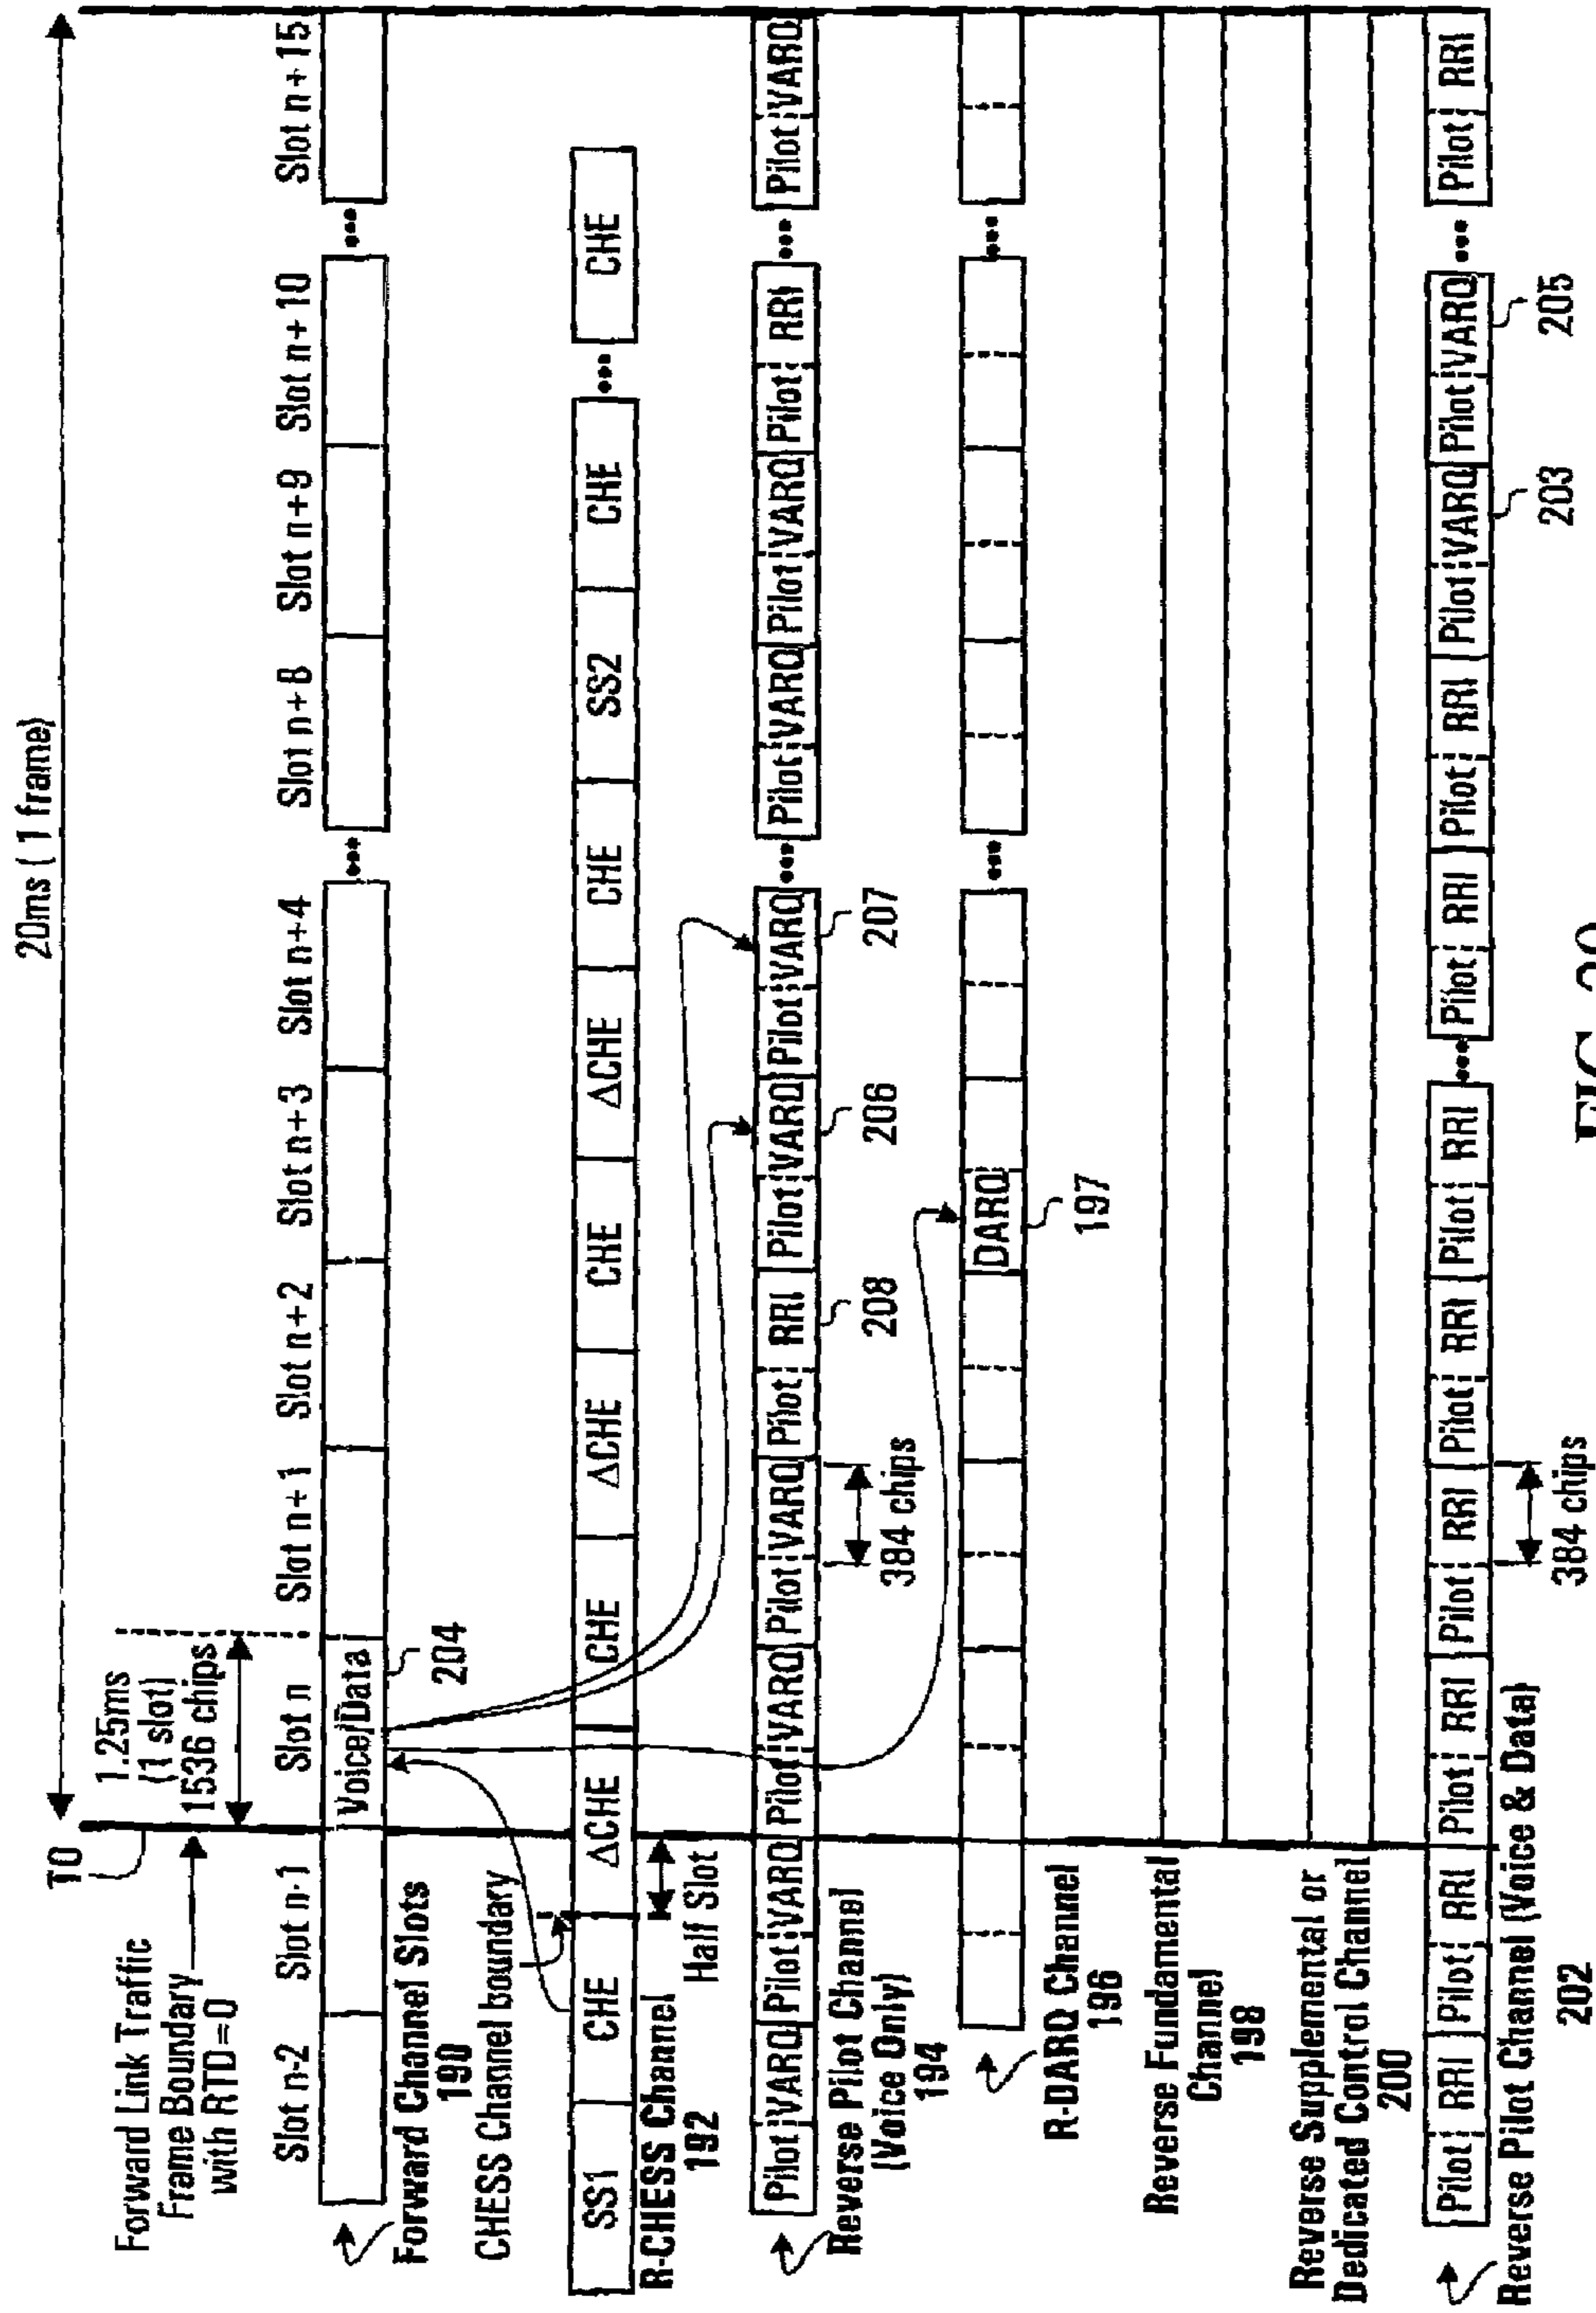 20ms ( 1 frame)
T0
1.25ms
(1 slot)
1536 chips
Forward Link Traffic
Frame Boundary
with RTD=0
Slot n-2 Slot n-1 Slot n Slot n+1 Slot n+2 Slot n+3 Slot n+4 Slot n+8 Slot n+9 Slot n+10 Slot n+15
Voice/Data
••• •••
204
Forward Channel Slots
190
CHESS Channel boundary
SS1 CHE ΔCHE CHE ΔCHE CHE ΔCHE CHE SS2 CHE ••• CHE
R-CHESS Channel
192
Half Slot
Pilot VARQ Pilot VARQ Pilot VARQ Pilot VARQ Pilot RRI Pilot VARQ Pilot VARQ ••• Pilot VARQ Pilot VARQ Pilot RRI ••• Pilot VARQ
Reverse Pilot Channel
(Voice Only)
194
384 chips
208
206
207
DARQ
••• •••
197
R-DARQ Channel
196
Reverse Fundamental
Channel
198
Reverse Supplemental or
Dedicated Control Channel
200
Pilot RRI Pilot RRI Pilot RRI Pilot RRI Pilot RRI Pilot RRI ••• Pilot RRI Pilot RRI Pilot VARQ Pilot VARQ ••• Pilot RRI
Reverse Pilot Channel (Voice & Data)
202
384 chips
203
205